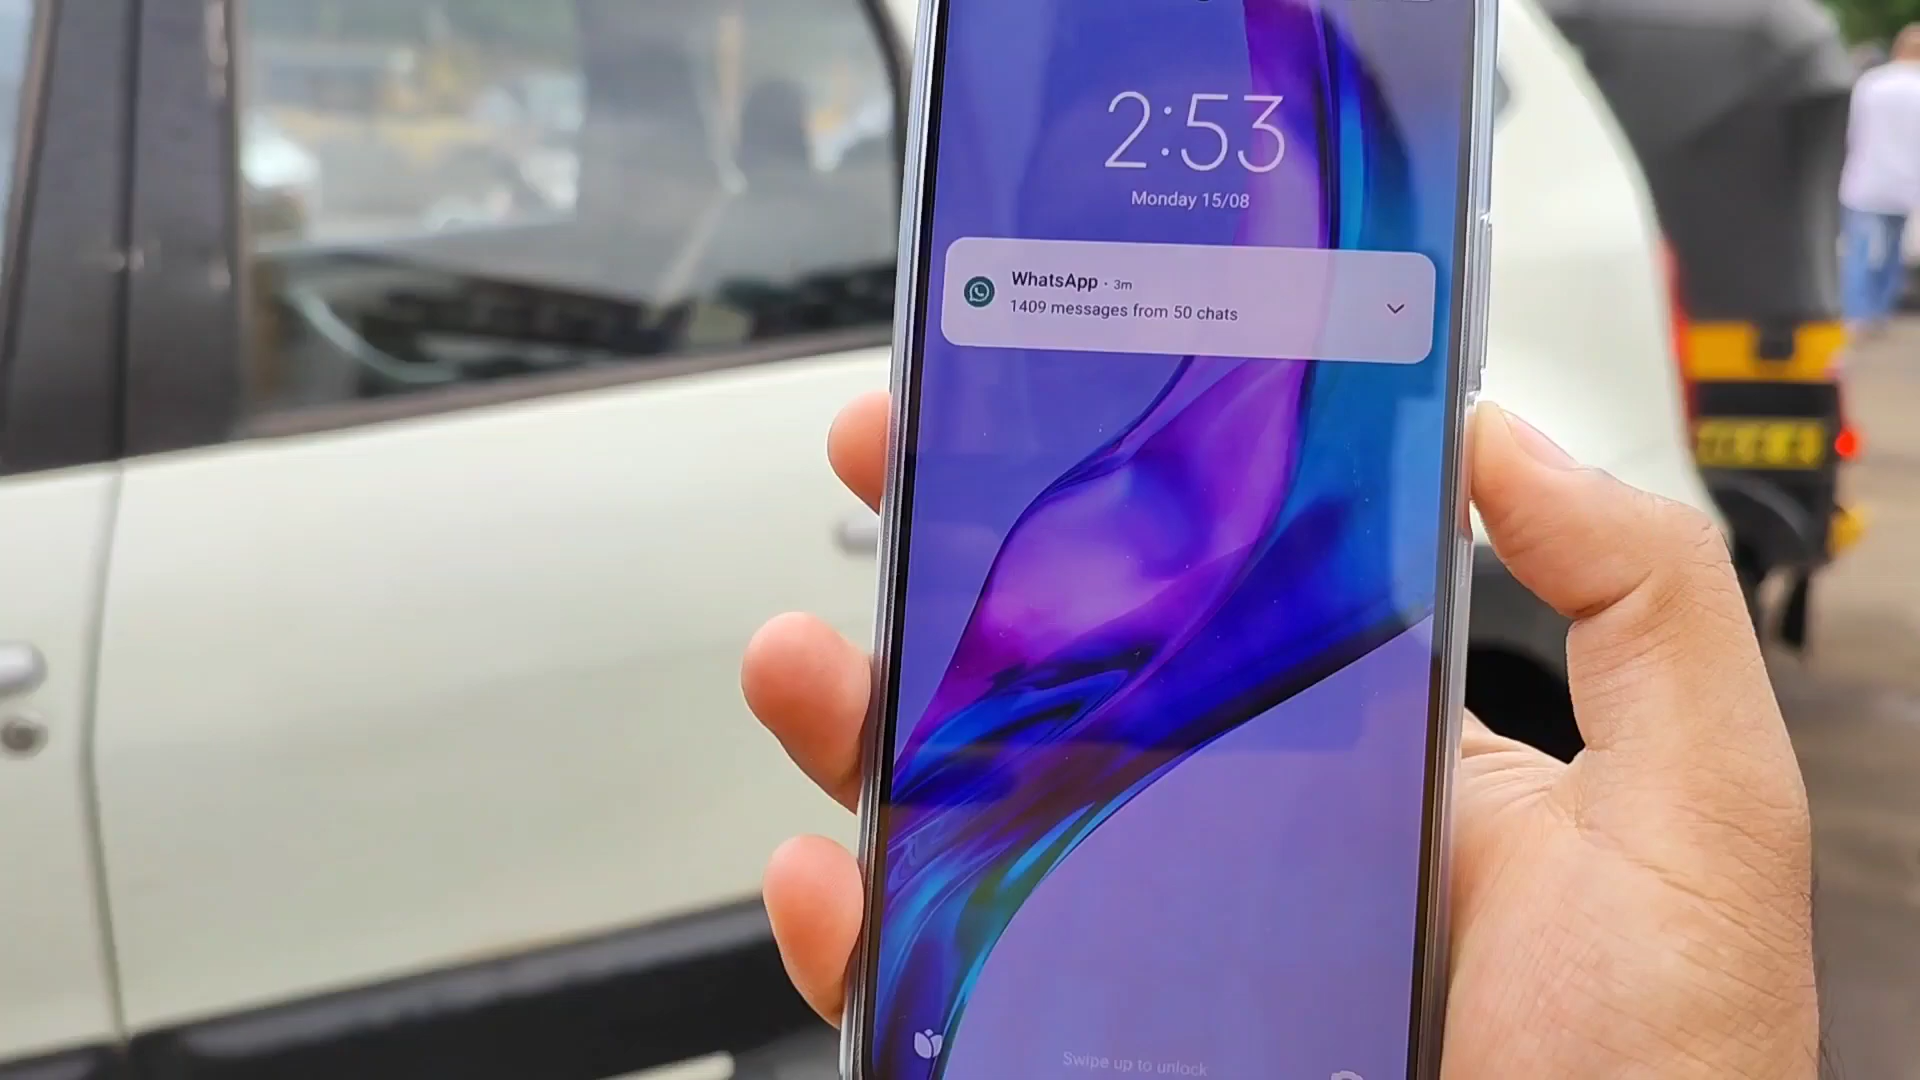 2:53
Monday 15/08
WhatsApp · 3m
1409 messages from 50 chats
Swipe up to unlock